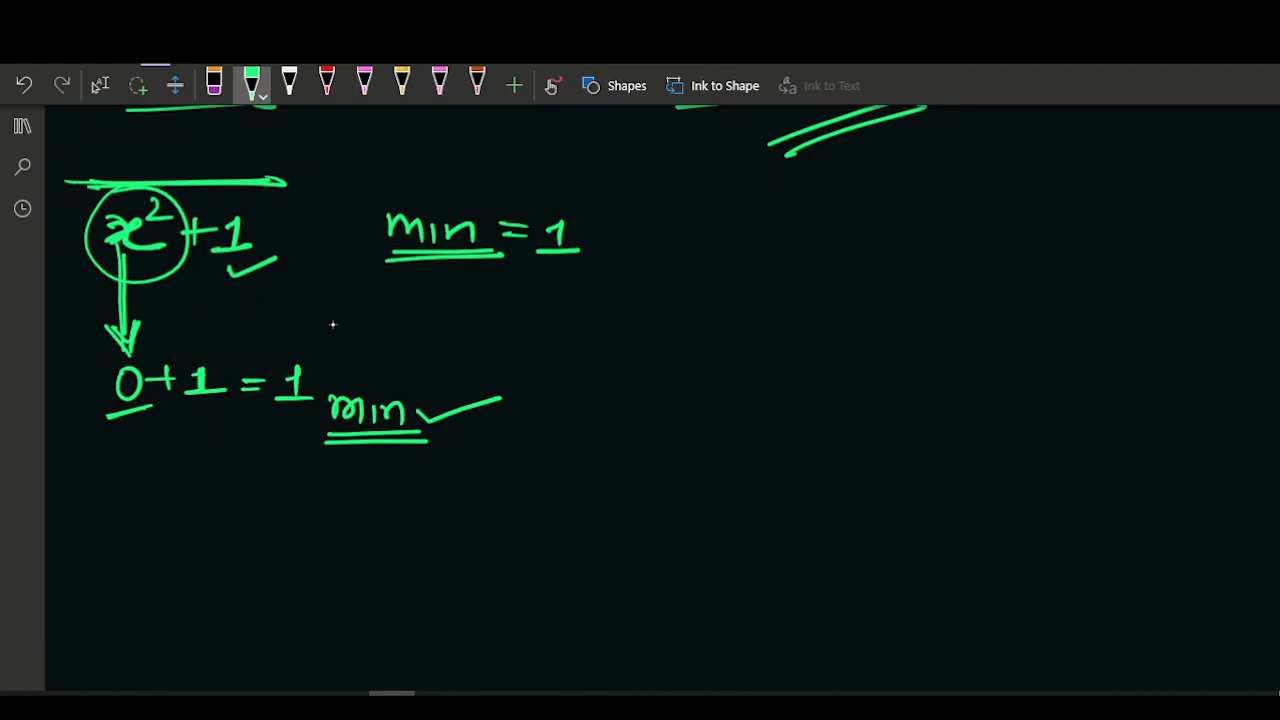 Shapes Ink to Shape Ink to Text
x² + 1 min = 1
0 + 1 = 1 min